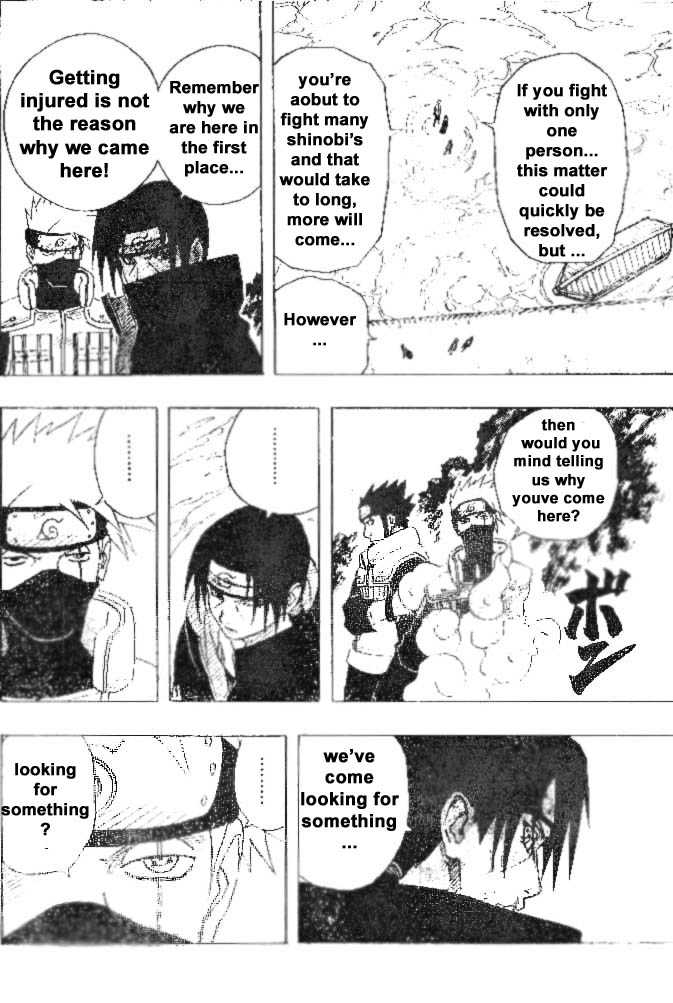 If you fight
with only
one
person...
this matter
could
quickly be
resolved,
but ...
you're
aobut to
fight many
shinobi's
and that
would take
to long,
more will
come...
However
...
Remember
why we
are here in
the first
place...
Getting
injured is not
the reason
why we came
here!
then
would you
mind telling
us why
youve come
here?
ボン
..........
..........
we've
come
looking for
something
...
........
looking
for
something
?